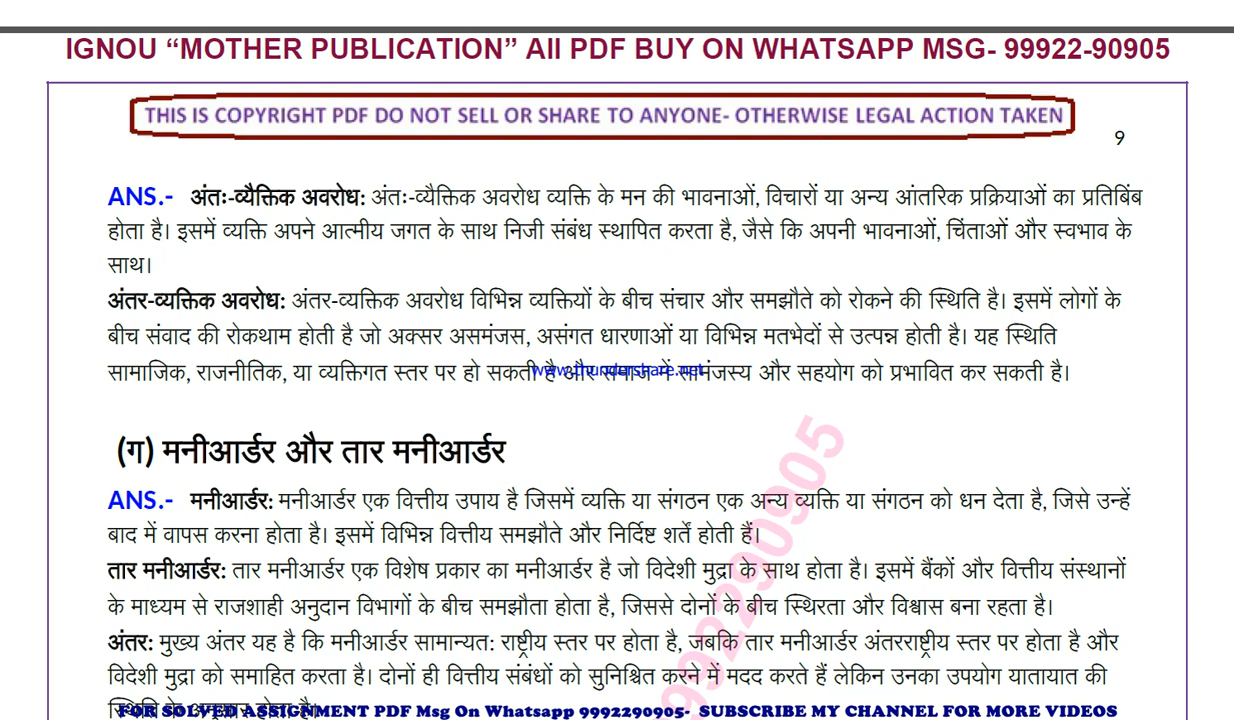 IGNOU “MOTHER PUBLICATION” All PDF BUY ON WHATSAPP MSG- 99922-90905
THIS IS COPYRIGHT PDF DO NOT SELL OR SHARE TO ANYONE- OTHERWISE LEGAL ACTION TAKEN
9
ANS.- अंतः-व्यैक्तिक अवरोध: अंतः-व्यैक्तिक अवरोध व्यक्ति के मन की भावनाओं, विचारों या अन्य आंतरिक प्रक्रियाओं का प्रतिबिंब
होता है। इसमें व्यक्ति अपने आत्मीय जगत के साथ निजी संबंध स्थापित करता है, जैसे कि अपनी भावनाओं, चिंताओं और स्वभाव के
साथ।
अंतर-व्यक्तिक अवरोध: अंतर-व्यक्तिक अवरोध विभिन्न व्यक्तियों के बीच संचार और समझौते को रोकने की स्थिति है। इसमें लोगों के
बीच संवाद की रोकथाम होती है जो अक्सर असमंजस, असंगत धारणाओं या विभिन्न मतभेदों से उत्पन्न होती है। यह स्थिति
सामाजिक, राजनीतिक, या व्यक्तिगत स्तर पर हो सकती है और समाज में सामंजस्य और सहयोग को प्रभावित कर सकती है।
www.thundershare.net
(ग) मनीआर्डर और तार मनीआर्डर
ANS.- मनीआर्डर: मनीआर्डर एक वित्तीय उपाय है जिसमें व्यक्ति या संगठन एक अन्य व्यक्ति या संगठन को धन देता है, जिसे उन्हें
बाद में वापस करना होता है। इसमें विभिन्न वित्तीय समझौते और निर्दिष्ट शर्तें होती हैं।
तार मनीआर्डर: तार मनीआर्डर एक विशेष प्रकार का मनीआर्डर है जो विदेशी मुद्रा के साथ होता है। इसमें बैंकों और वित्तीय संस्थानों
के माध्यम से राजशाही अनुदान विभागों के बीच समझौता होता है, जिससे दोनों के बीच स्थिरता और विश्वास बना रहता है।
अंतर: मुख्य अंतर यह है कि मनीआर्डर सामान्यत: राष्ट्रीय स्तर पर होता है, जबकि तार मनीआर्डर अंतरराष्ट्रीय स्तर पर होता है और
विदेशी मुद्रा को समाहित करता है। दोनों ही वित्तीय संबंधों को सुनिश्चित करने में मदद करते हैं लेकिन उनका उपयोग यातायात की
स्थिति के अनुसार होता है।
FOR SOLVED ASSIGNMENT PDF Msg On Whatsapp 9992290905- SUBSCRIBE MY CHANNEL FOR MORE VIDEOS
9992290905